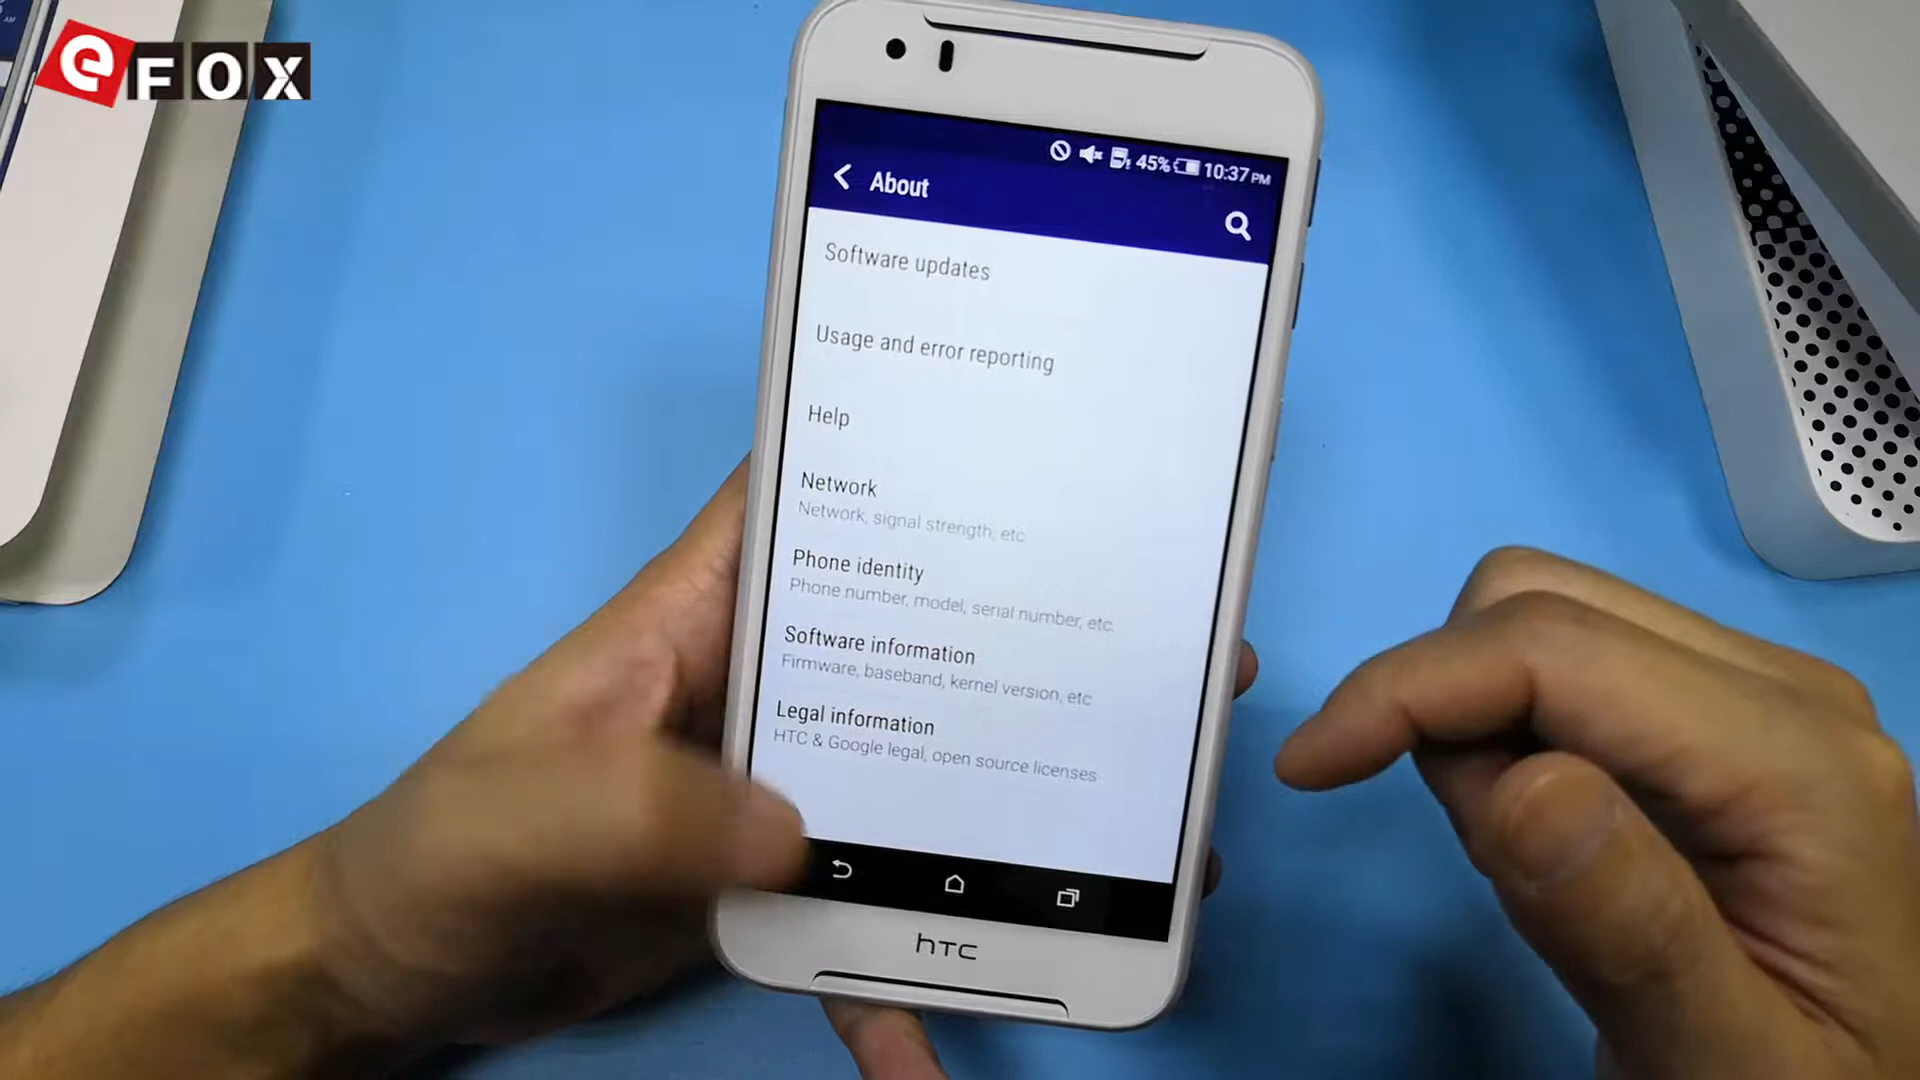 eFOX
45% 10:37 PM
About
Software updates
Usage and error reporting
Help
Network
Network, signal strength, etc
Phone identity
Phone number, model, serial number, etc.
Software information
Firmware, baseband, kernel version, etc
Legal information
HTC & Google legal, open source licenses
hTC